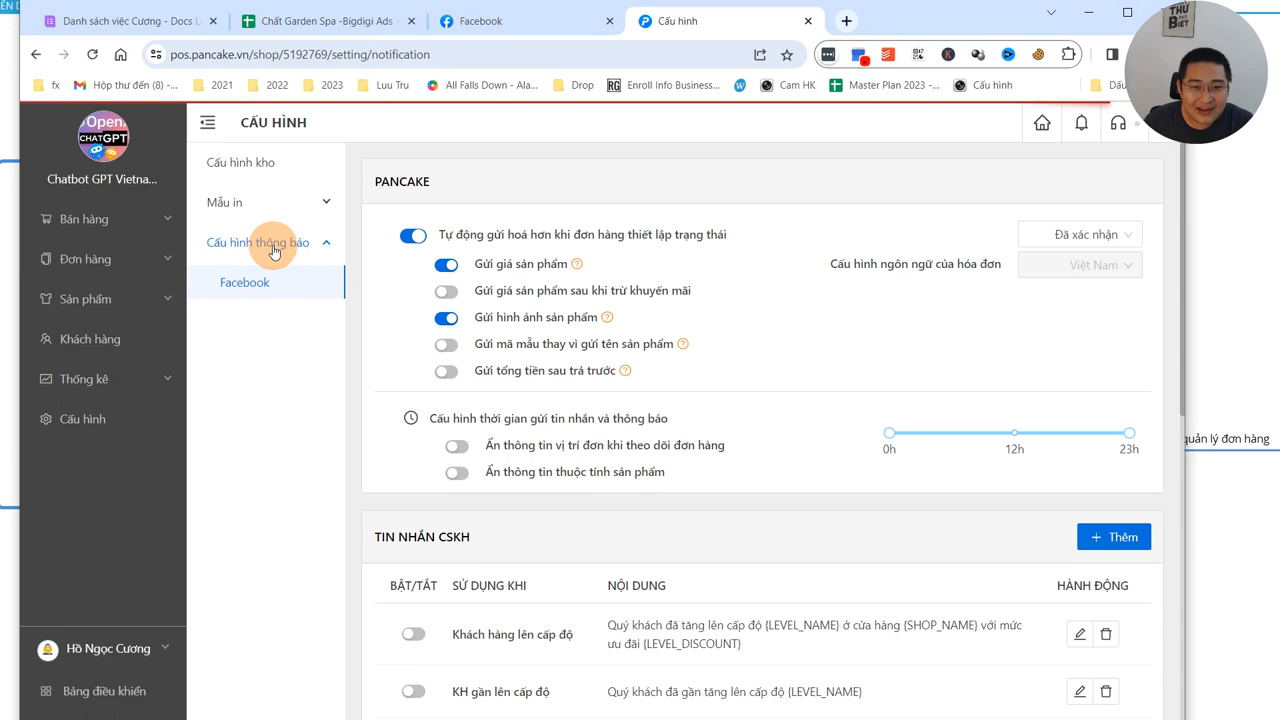 Danh sách việc Cương - Docs L
Chất Garden Spa -Bigdigi Ads -
Facebook
Cấu hình
THƯ
BIẾT
pos.pancake.vn/shop/5192769/setting/notification
fx
Hộp thư đến (8) -...
2021
2022
2023
Luu Tru
All Falls Down - Ala...
Drop
Enroll Info Business...
Cam HK
Master Plan 2023 -...
Cấu hình
Dấu
OpenA
CHATGPT
Chatbot GPT Vietna...
CẤU HÌNH
Bán hàng
Đơn hàng
Sản phẩm
Khách hàng
Thống kê
Cấu hình
Hồ Ngọc Cương
Bảng điều khiển
Cấu hình kho
Mẫu in
Cấu hình thông báo
Facebook
PANCAKE
Tự động gửi hoá hơn khi đơn hàng thiết lập trạng thái
Đã xác nhận
Gửi giá sản phẩm
Cấu hình ngôn ngữ của hóa đơn
Việt Nam
Gửi giá sản phẩm sau khi trừ khuyến mãi
Gửi hình ảnh sản phẩm
Gửi mã mẫu thay vì gửi tên sản phẩm
Gửi tổng tiền sau trả trước
Cấu hình thời gian gửi tin nhắn và thông báo
Ẩn thông tin vị trí đơn khi theo dõi đơn hàng
Ẩn thông tin thuộc tính sản phẩm
0h
12h
23h
quản lý đơn hàng
TIN NHẮN CSKH
Thêm
BẬT/TẮT
SỬ DỤNG KHI
NỘI DUNG
HÀNH ĐỘNG
Khách hàng lên cấp độ
Quý khách đã tăng lên cấp độ {LEVEL_NAME} ở cửa hàng {SHOP_NAME} với mức
ưu đãi {LEVEL_DISCOUNT}
KH gần lên cấp độ
Quý khách đã gần tăng lên cấp độ {LEVEL_NAME}